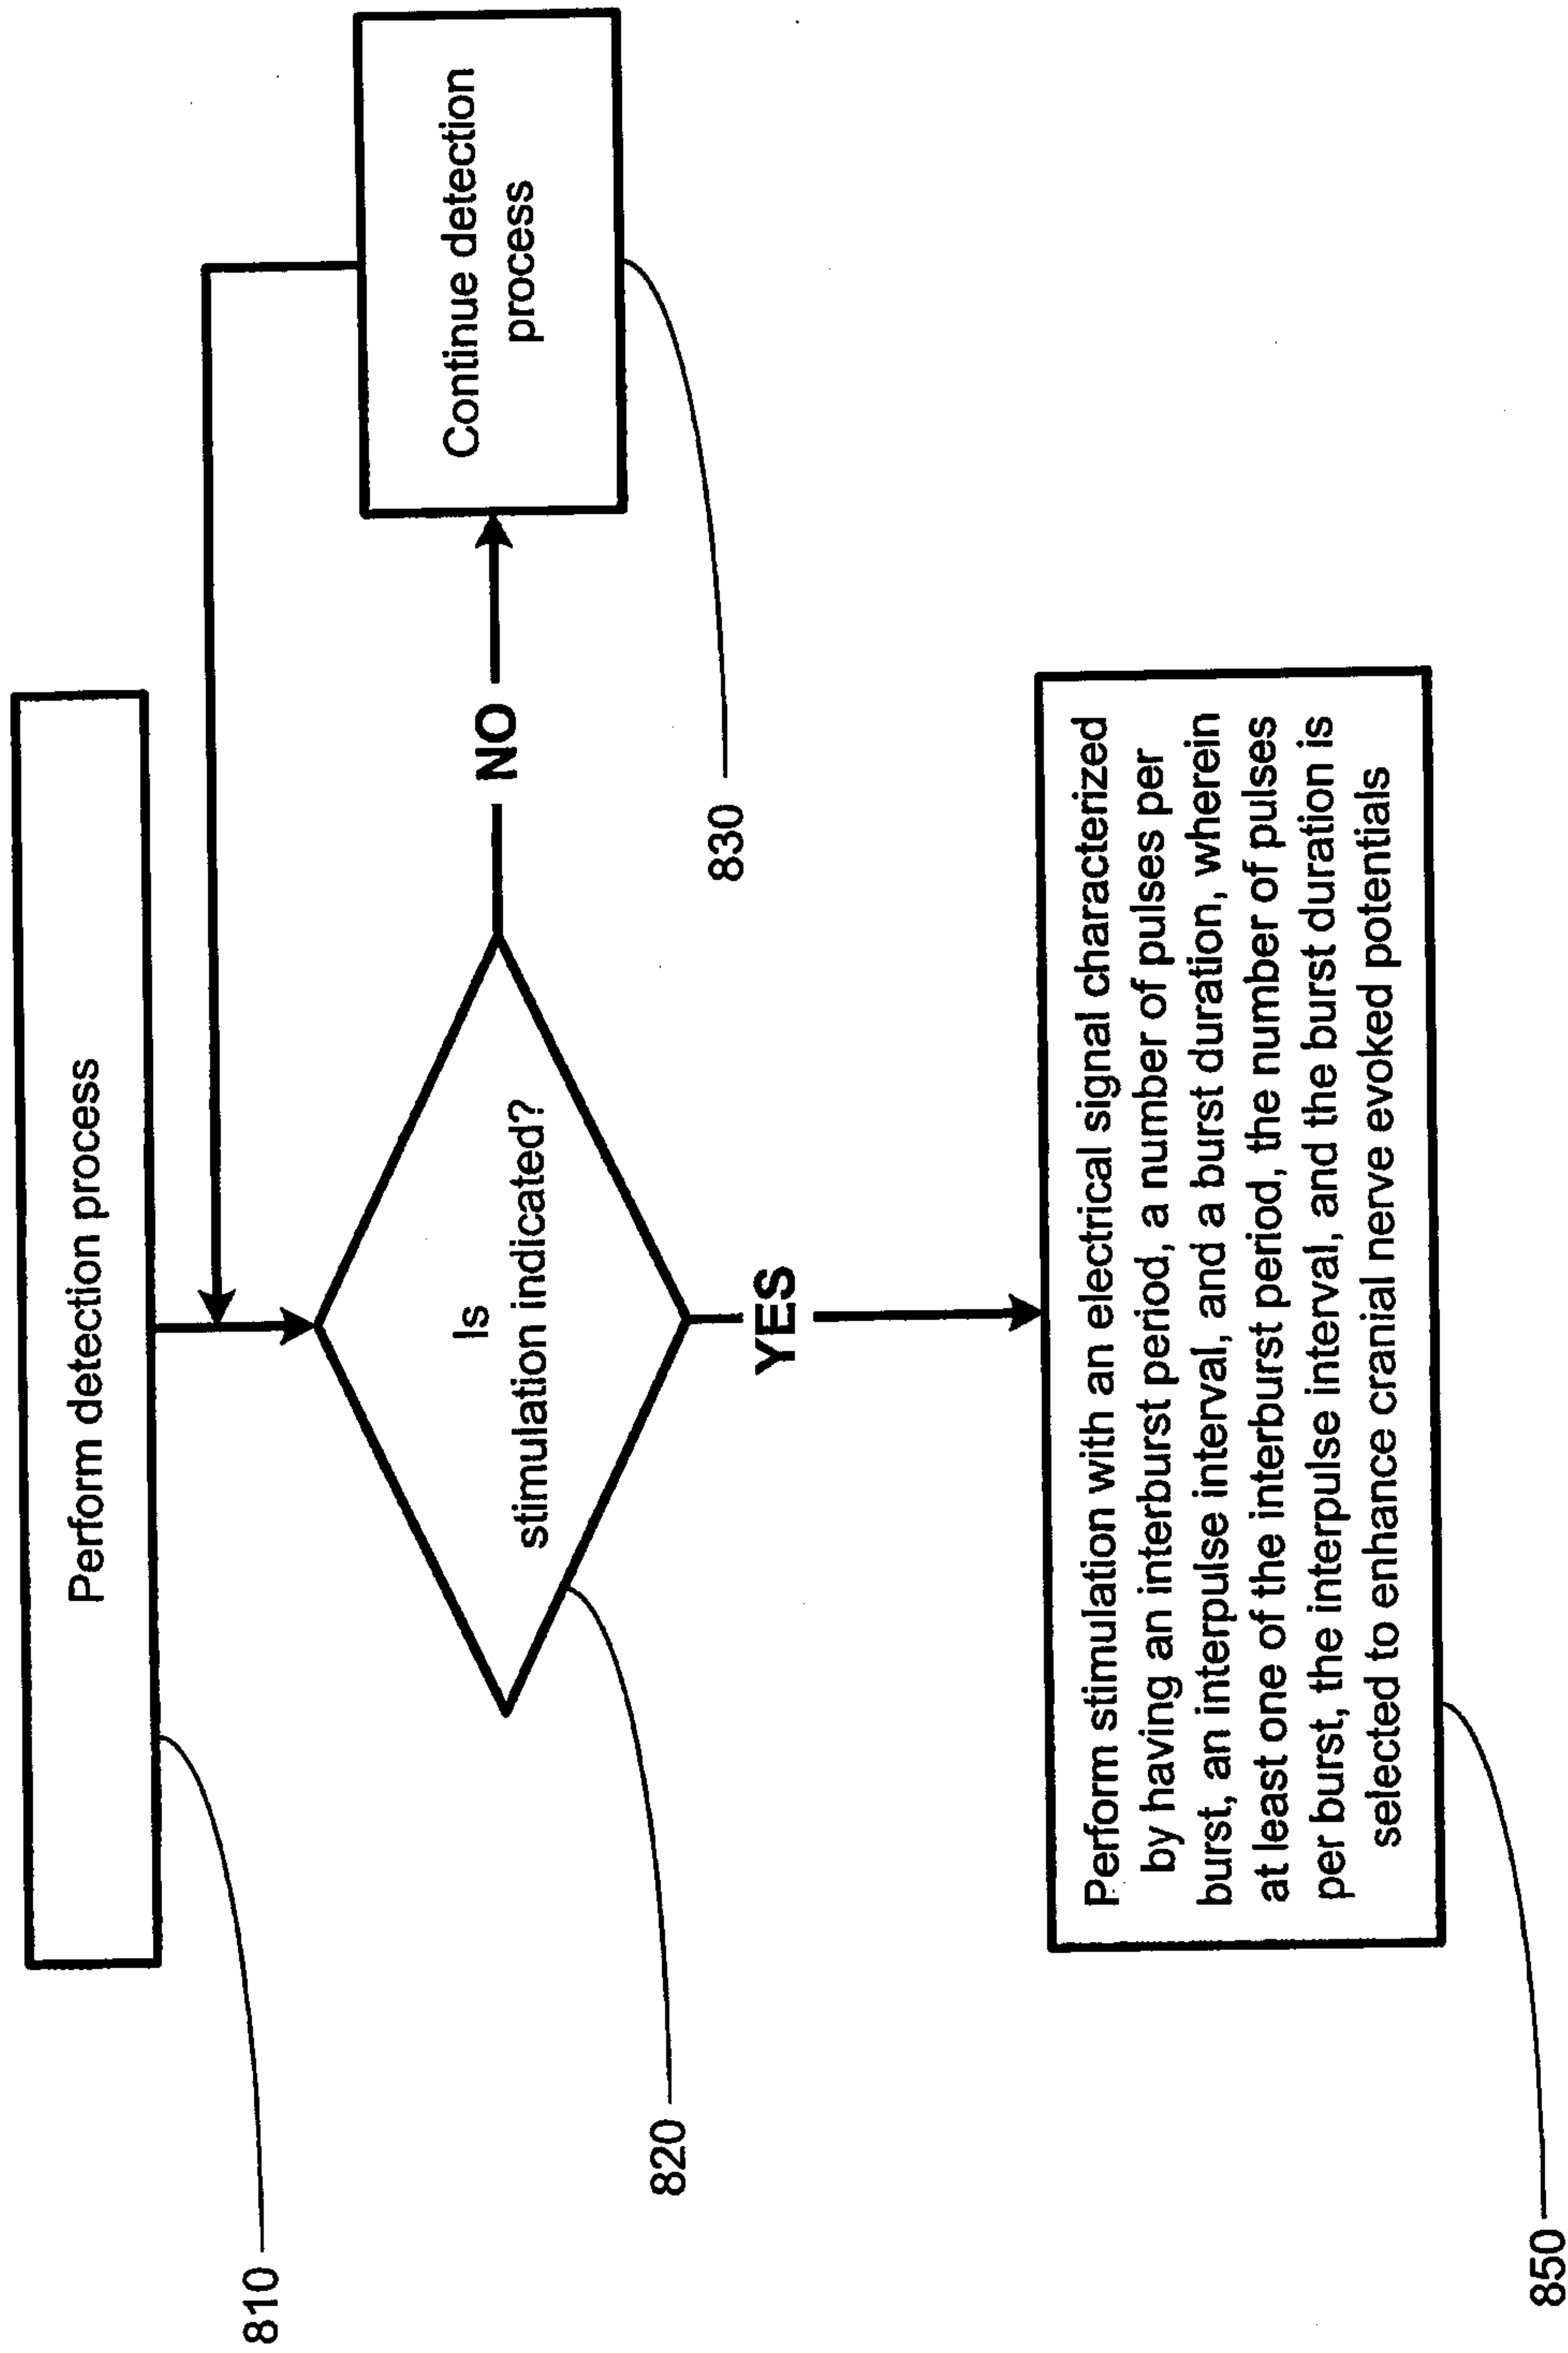 Perform detection process
810
Is
stimulation indicated?
820
NO
Continue detection
process
830
YES
Perform stimulation with an electrical signal characterized
by having an interburst period, a number of pulses per
burst, an interpulse interval, and a burst duration, wherein
at least one of the interburst period, the number of pulses
per burst, the interpulse interval, and the burst duration is
selected to enhance cranial nerve evoked potentials
850